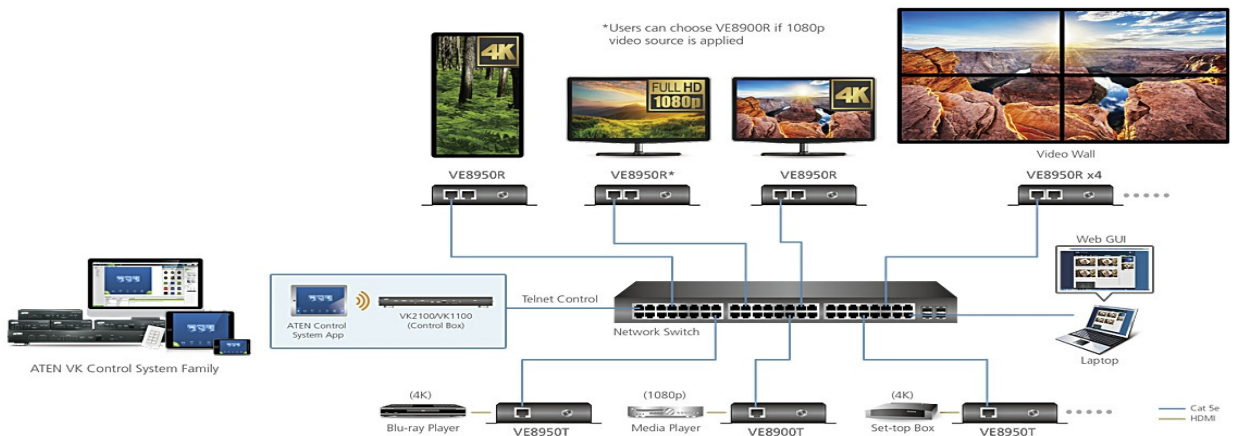 *Users can choose VE8900R if 1080p
video source is applied
4K
FULL HD
1080p
4K
Video Wall
VE8950R
VE8950R*
VE8950R
VE8950R x4
Web GUI
Telnet Control
ATEN Control
System App
VK2100/VK1100
(Control Box)
Network Switch
Laptop
ATEN VK Control System Family
(4K)
Blu-ray Player
VE8950T
(1080p)
Media Player
VE8900T
(4K)
Set-top Box
VE8950T
Cat 5e
HDMI